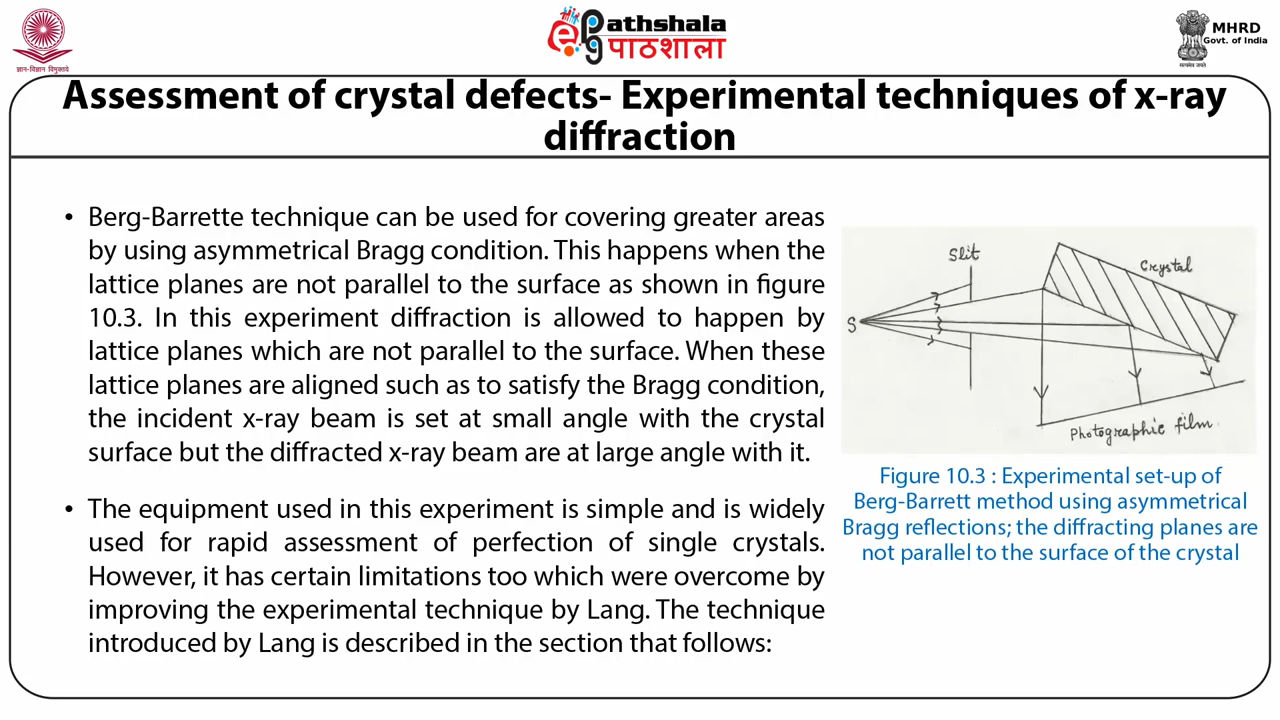 ज्ञान-विज्ञान विमुक्तये
ePathshala
पाठशाला
MHRD
Govt. of India
सत्यमेव जयते
Assessment of crystal defects- Experimental techniques of x-ray
diffraction
• Berg-Barrette technique can be used for covering greater areas
by using asymmetrical Bragg condition. This happens when the
lattice planes are not parallel to the surface as shown in figure
10.3. In this experiment diffraction is allowed to happen by
lattice planes which are not parallel to the surface. When these
lattice planes are aligned such as to satisfy the Bragg condition,
the incident x-ray beam is set at small angle with the crystal
surface but the diffracted x-ray beam are at large angle with it.
• The equipment used in this experiment is simple and is widely
used for rapid assessment of perfection of single crystals.
However, it has certain limitations too which were overcome by
improving the experimental technique by Lang. The technique
introduced by Lang is described in the section that follows:
Slit
Crystal
S
Photographic film.
Figure 10.3 : Experimental set-up of
Berg-Barrett method using asymmetrical
Bragg reflections; the diffracting planes are
not parallel to the surface of the crystal